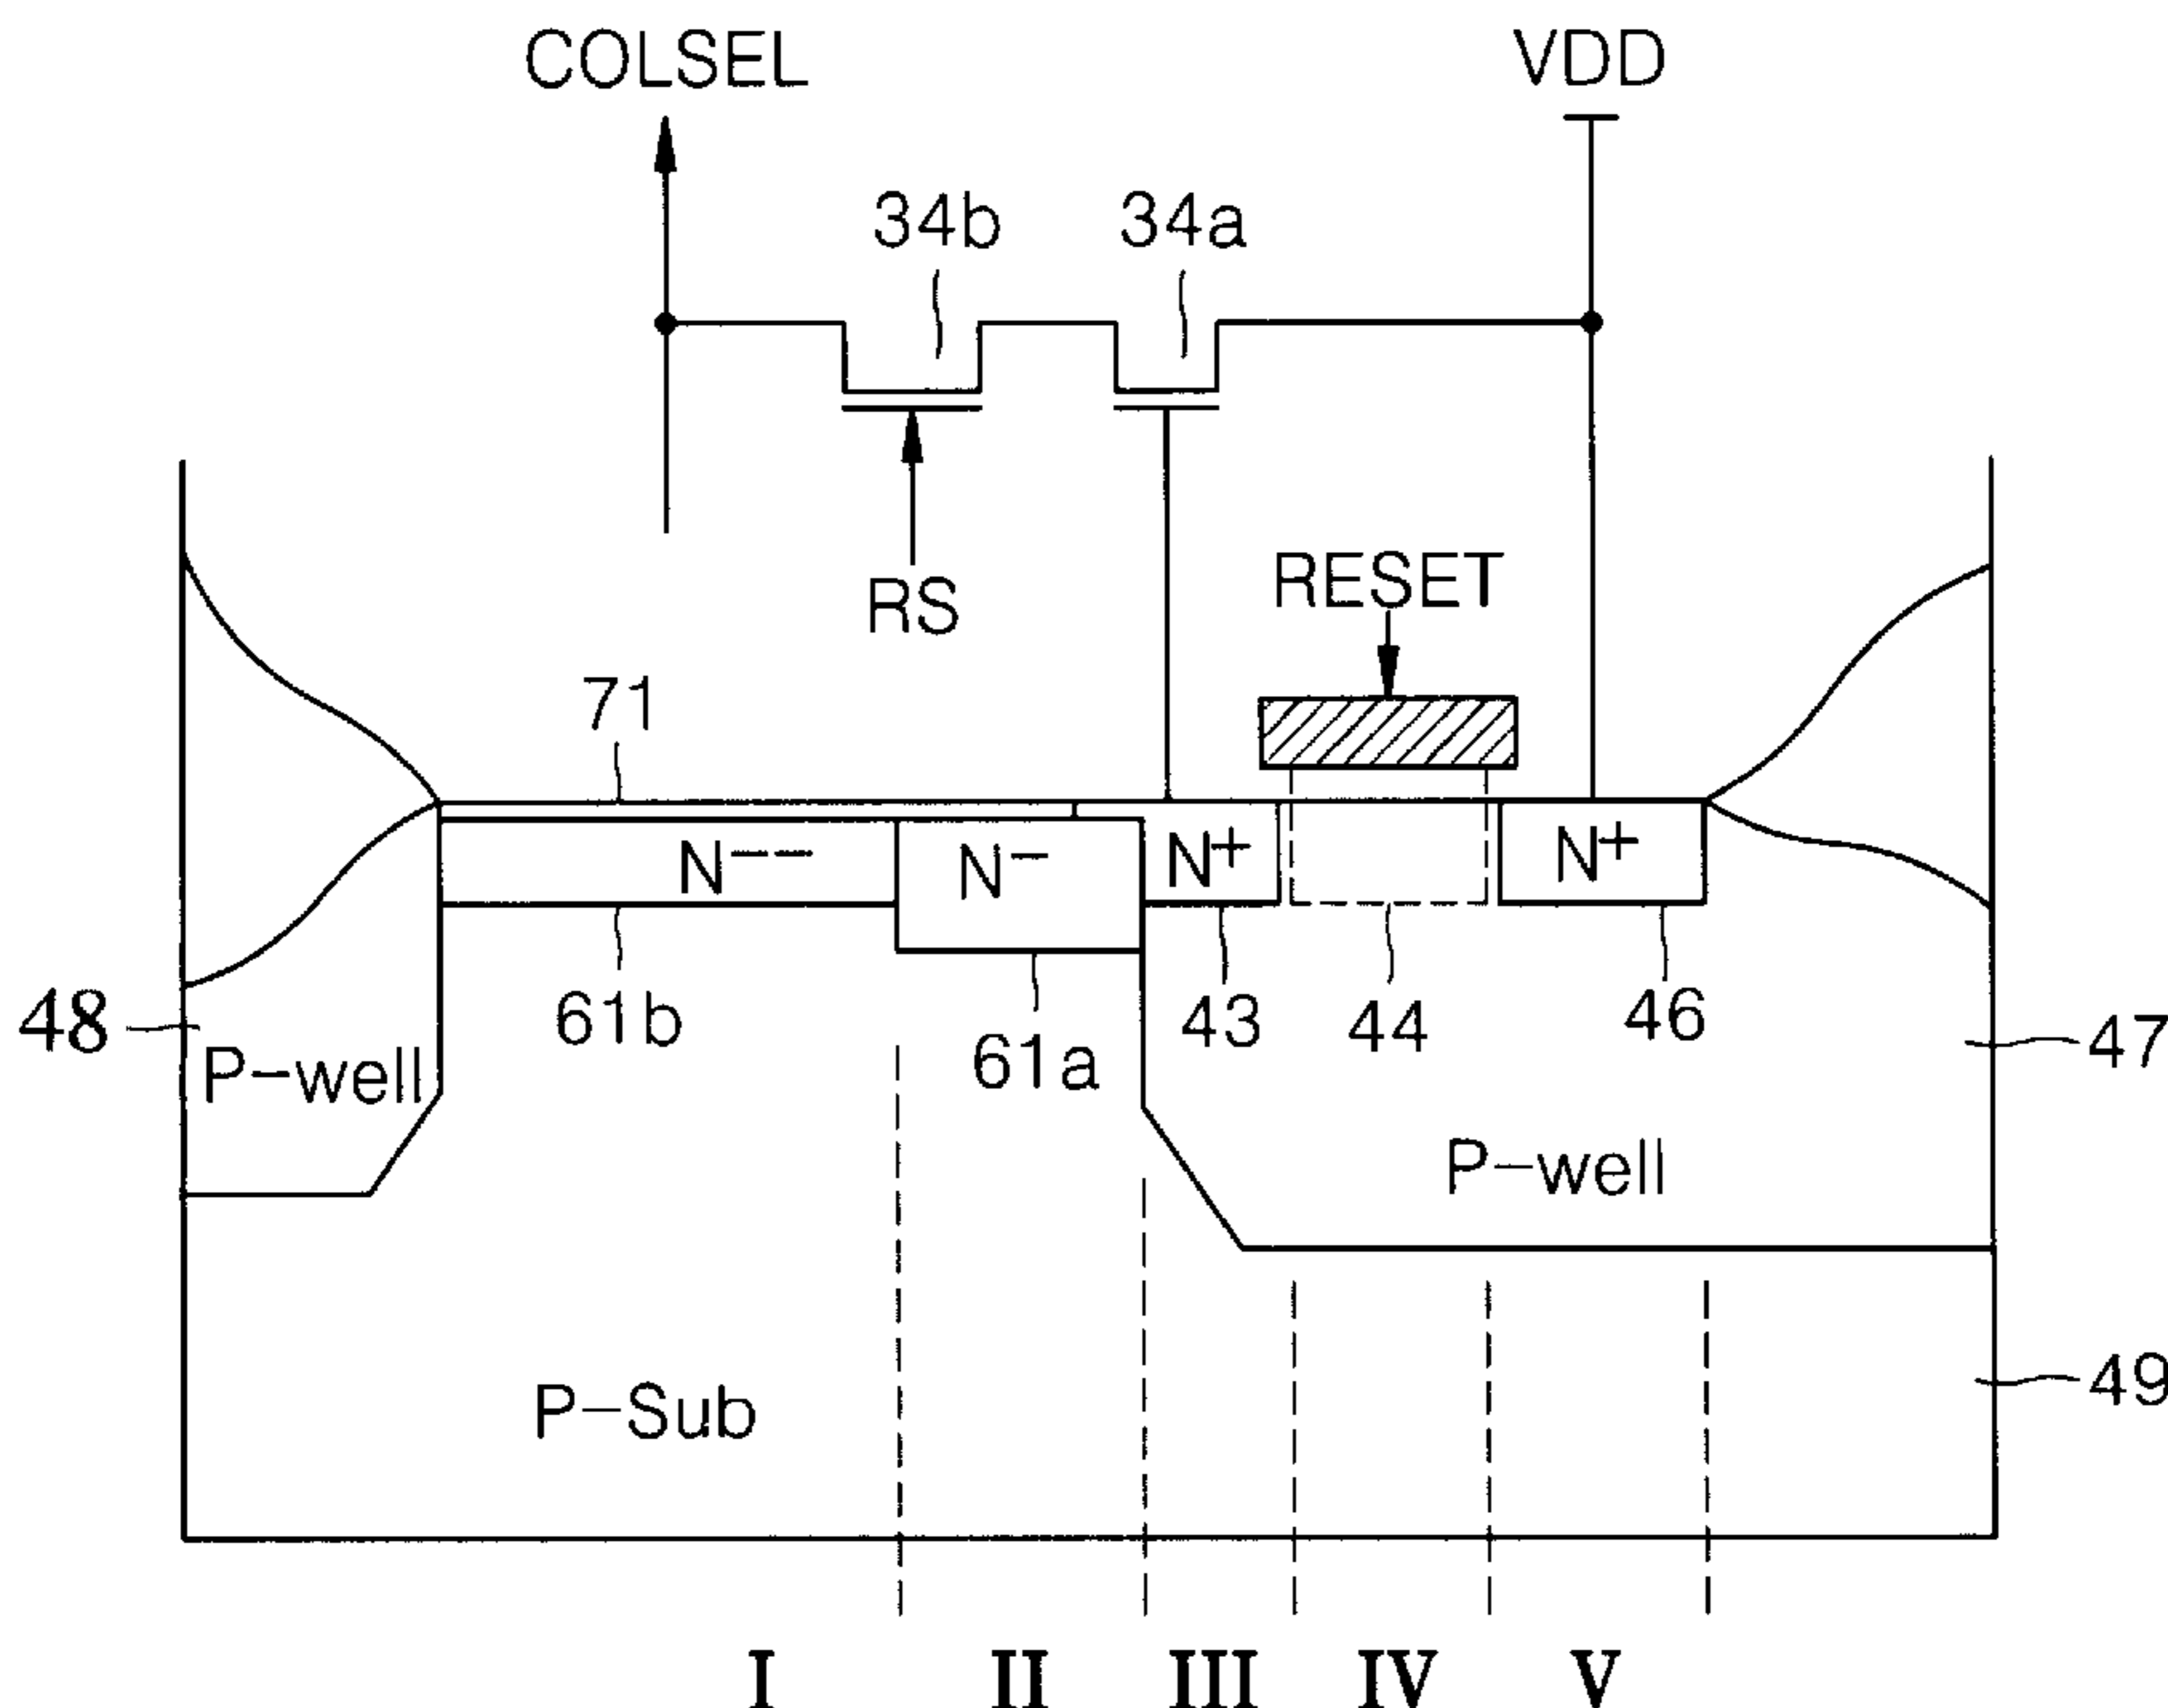 COLSEL VDD
34b 34a
RS RESET
71
N−− N− N+ N+
48 61b 61a 43 44 46 47
P−well
P−well
P−Sub 49
I II III IV V